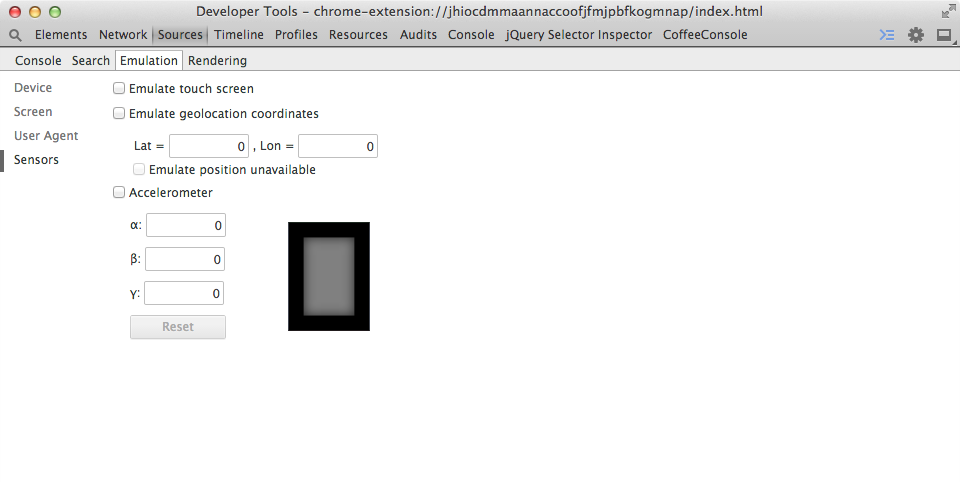 Developer Tools - chrome-extension://jhiocdmmaannaccoofjfmjpbfkogmnap/index.html
Elements Network Sources Timeline Profiles Resources Audits Console jQuery Selector Inspector CoffeeConsole
Console Search Emulation Rendering
Device
Screen
User Agent
Sensors
Emulate touch screen
Emulate geolocation coordinates
Lat = 0 , Lon = 0
Emulate position unavailable
Accelerometer
α: 0
β: 0
γ: 0
Reset